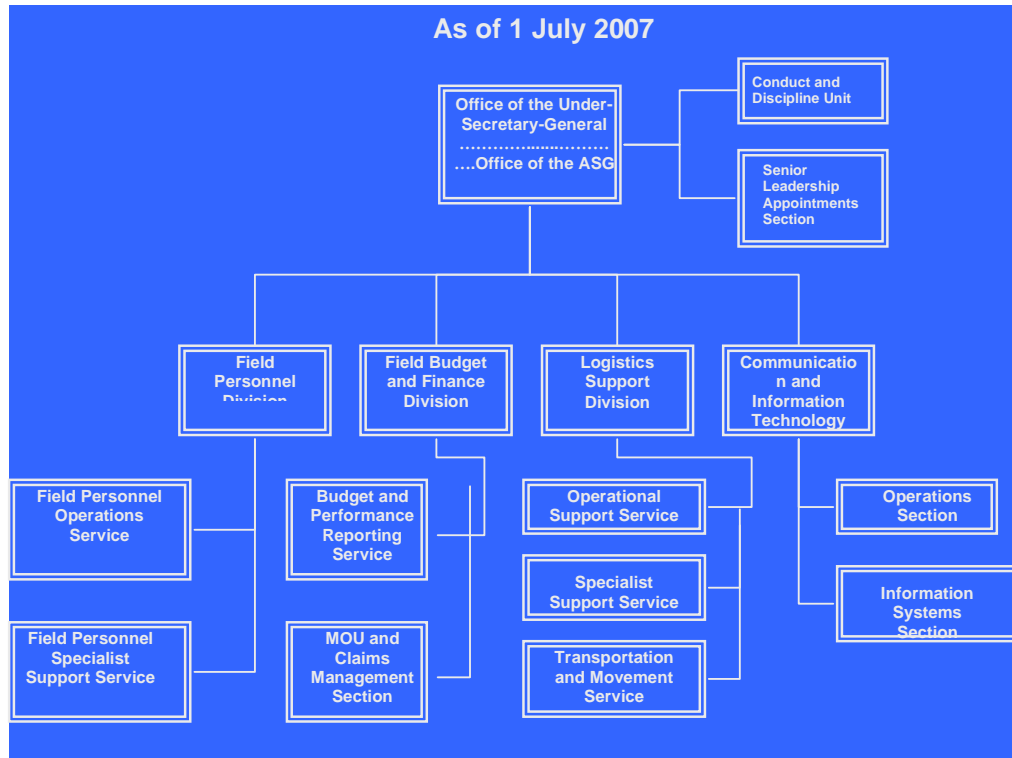 As of 1 July 2007
Office of the Under-
Secretary-General
………….......………
….Office of the ASG
Conduct and
Discipline Unit
Senior
Leadership
Appointments
Section
Field
Personnel
Division
Field Budget
and Finance
Division
Logistics
Support
Division
Communicatio
n and
Information
Technology
Field Personnel
Operations
Service
Budget and
Performance
Reporting
Service
Operational
Support Service
Operations
Section
Specialist
Support Service
Information
Systems
Section
Field Personnel
Specialist
Support Service
MOU and
Claims
Management
Section
Transportation
and Movement
Service